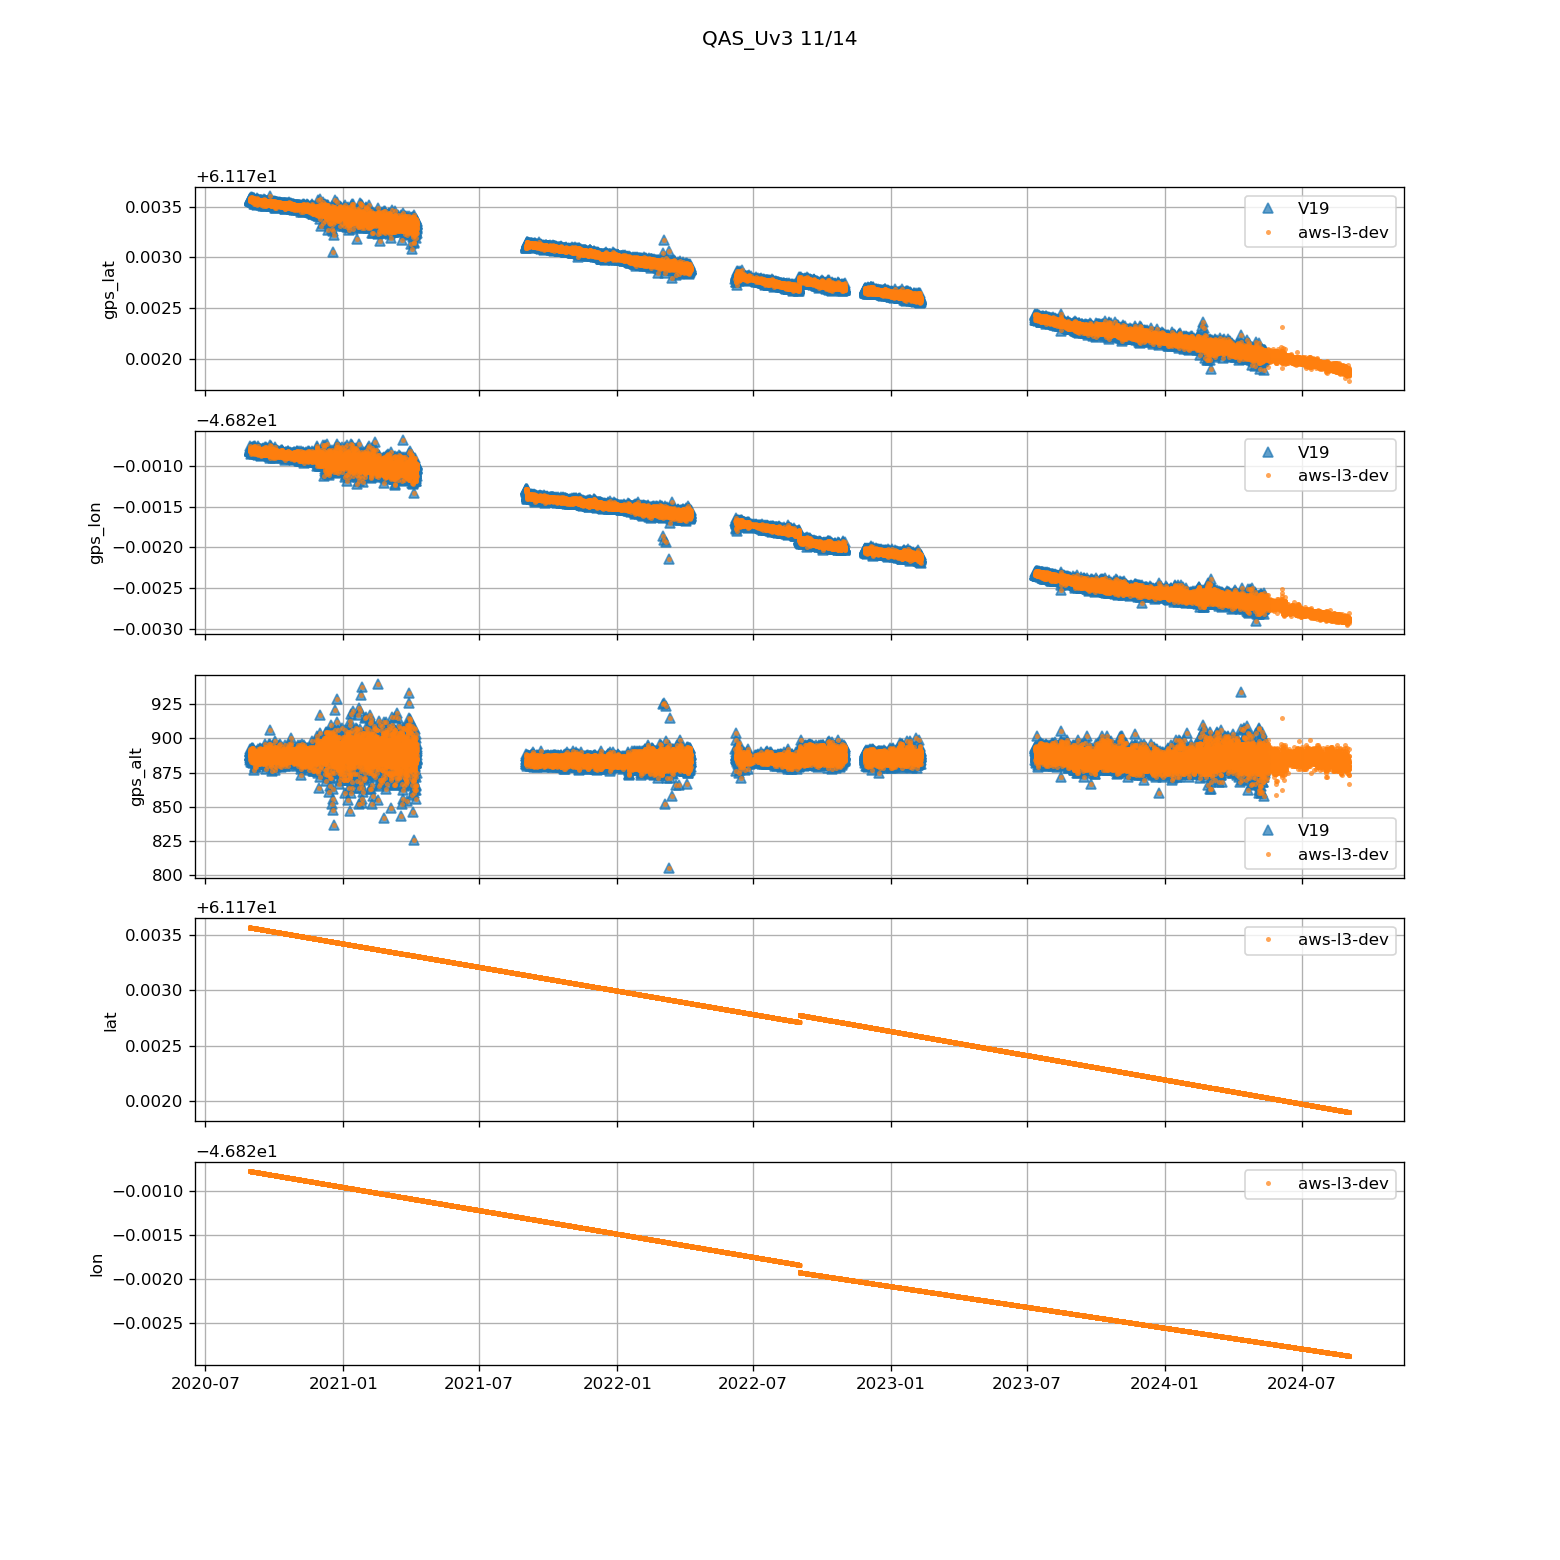 QAS_Uv3 11/14
+6.117e1
0.0035
0.0030
0.0025
0.0020
gps_lat
V19
aws-l3-dev
−4.682e1
−0.0010
−0.0015
−0.0020
−0.0025
−0.0030
gps_lon
V19
aws-l3-dev
925
900
875
850
825
800
gps_alt
V19
aws-l3-dev
+6.117e1
0.0035
0.0030
0.0025
0.0020
lat
aws-l3-dev
−4.682e1
−0.0010
−0.0015
−0.0020
−0.0025
lon
aws-l3-dev
2020-07 2021-01 2021-07 2022-01 2022-07 2023-01 2023-07 2024-01 2024-07